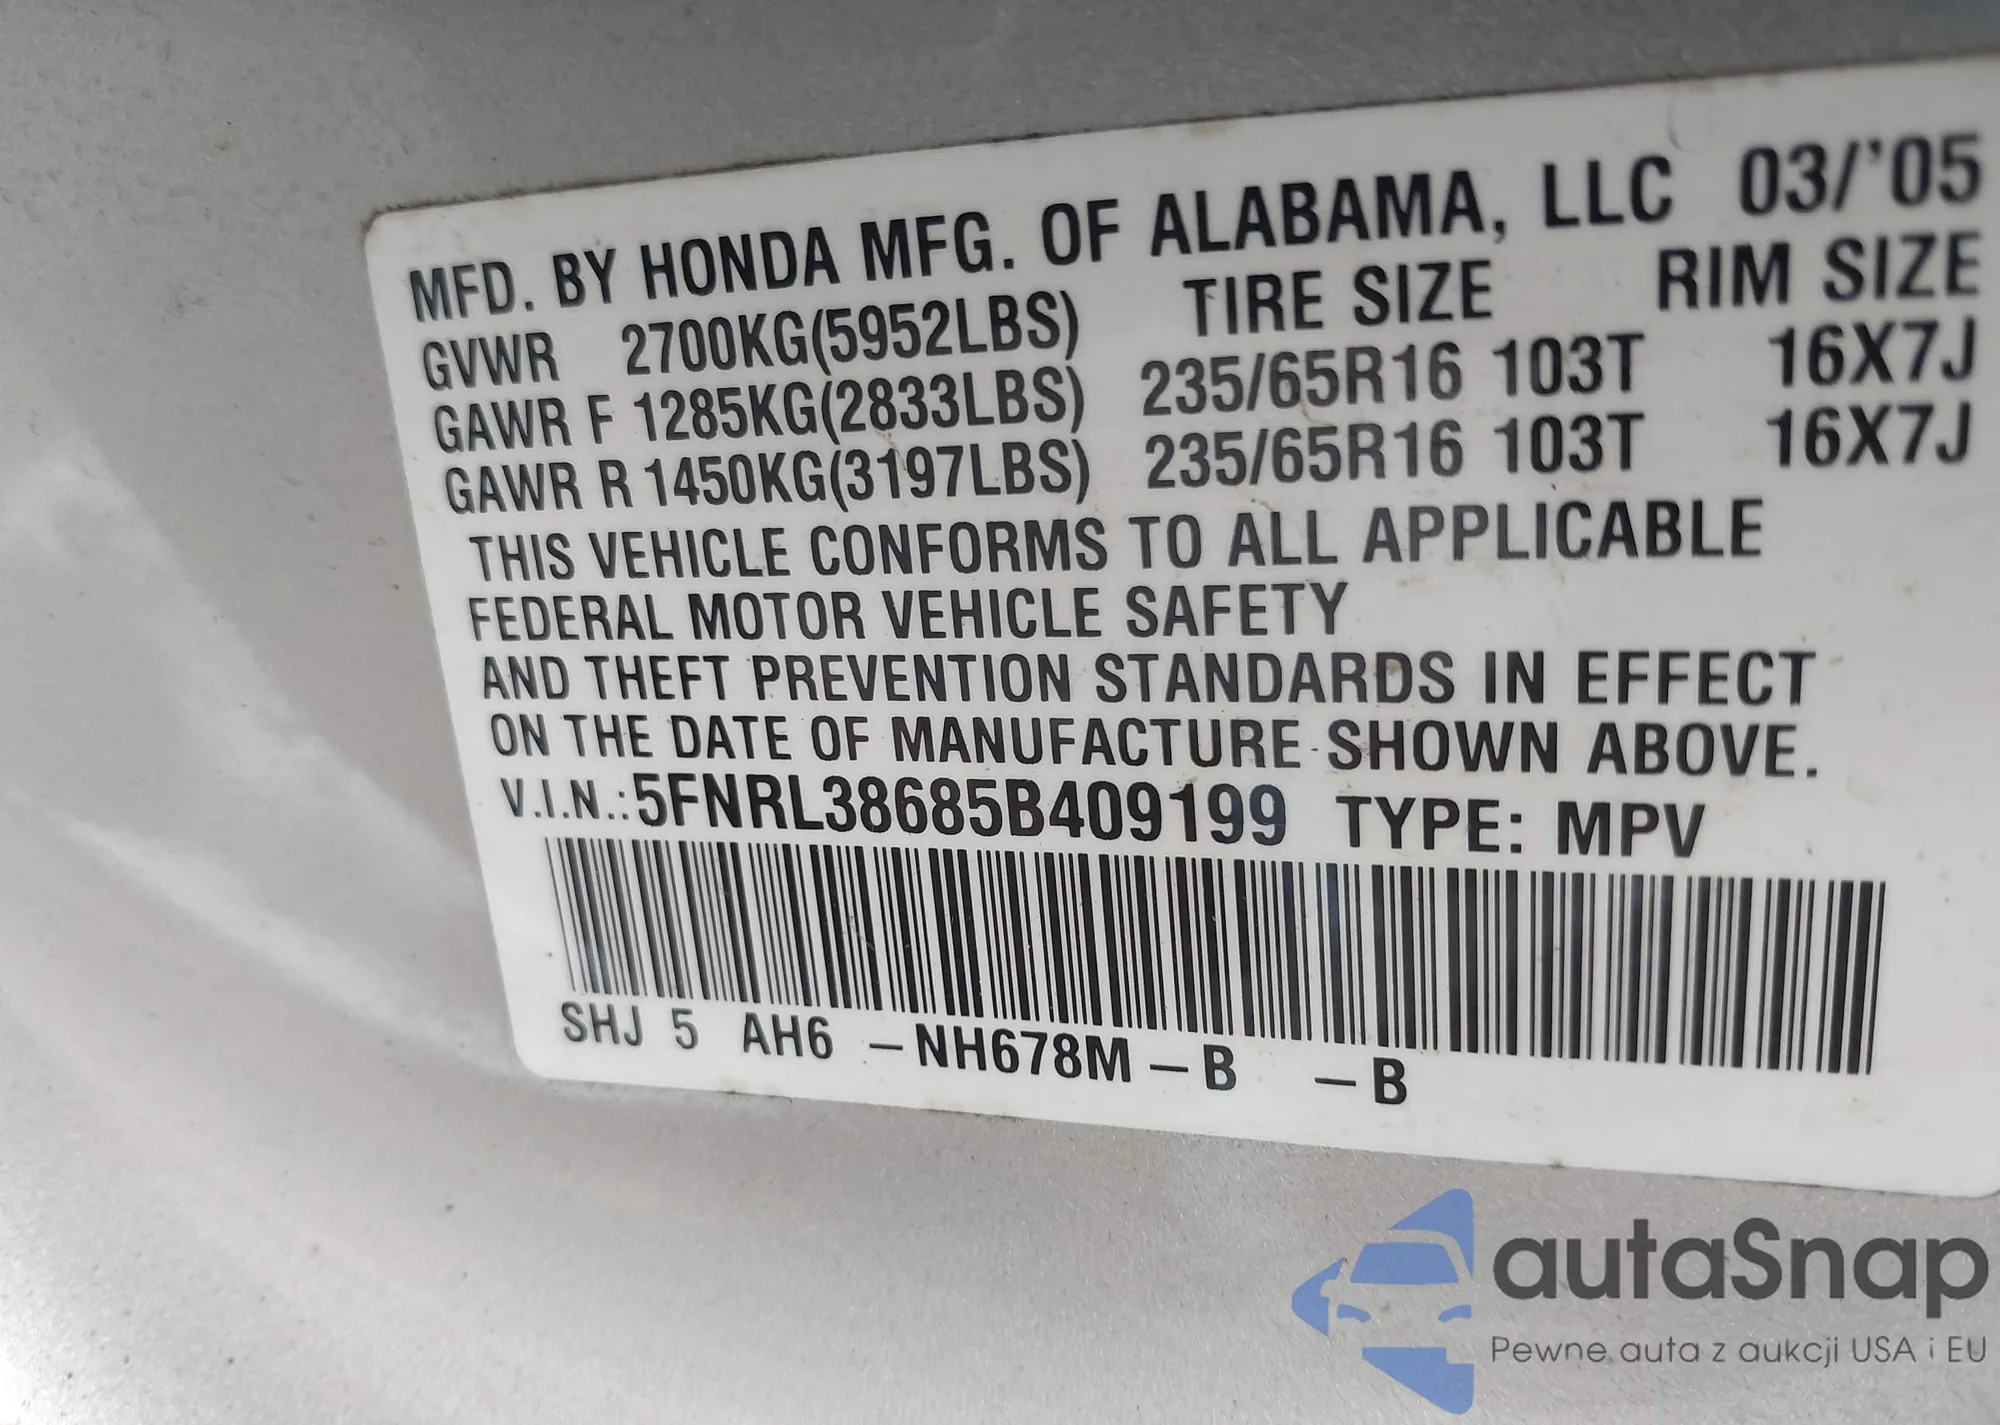 MFD. BY HONDA MFG. OF ALABAMA, LLC 03/'05
GVWR 2700KG(5952LBS) TIRE SIZE RIM SIZE
GAWR F 1285KG(2833LBS) 235/65R16 103T 16X7J
GAWR R 1450KG(3197LBS) 235/65R16 103T 16X7J
THIS VEHICLE CONFORMS TO ALL APPLICABLE
FEDERAL MOTOR VEHICLE SAFETY
AND THEFT PREVENTION STANDARDS IN EFFECT
ON THE DATE OF MANUFACTURE SHOWN ABOVE.
V.I.N.:5FNRL38685B409199 TYPE: MPV
SHJ 5 AH6 –NH678M–B –B
autaSnap
Pewne auta z aukcji USA i EU